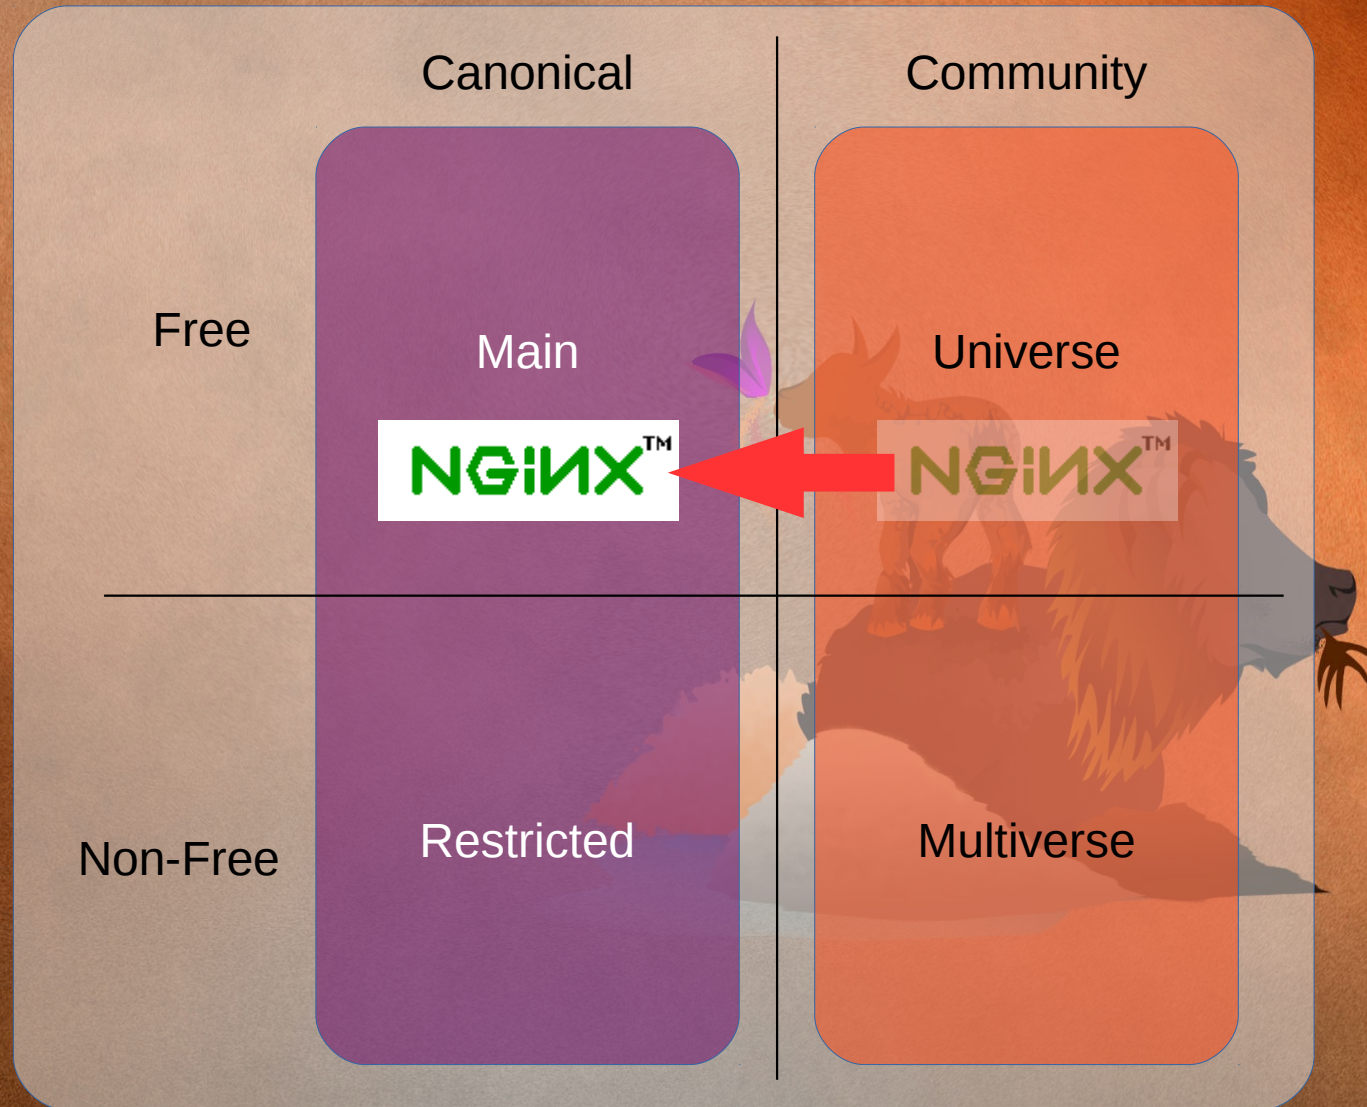 Canonical
Community
Free
Main
Universe
NGiNX™
NGiNX™
Non-Free
Restricted
Multiverse